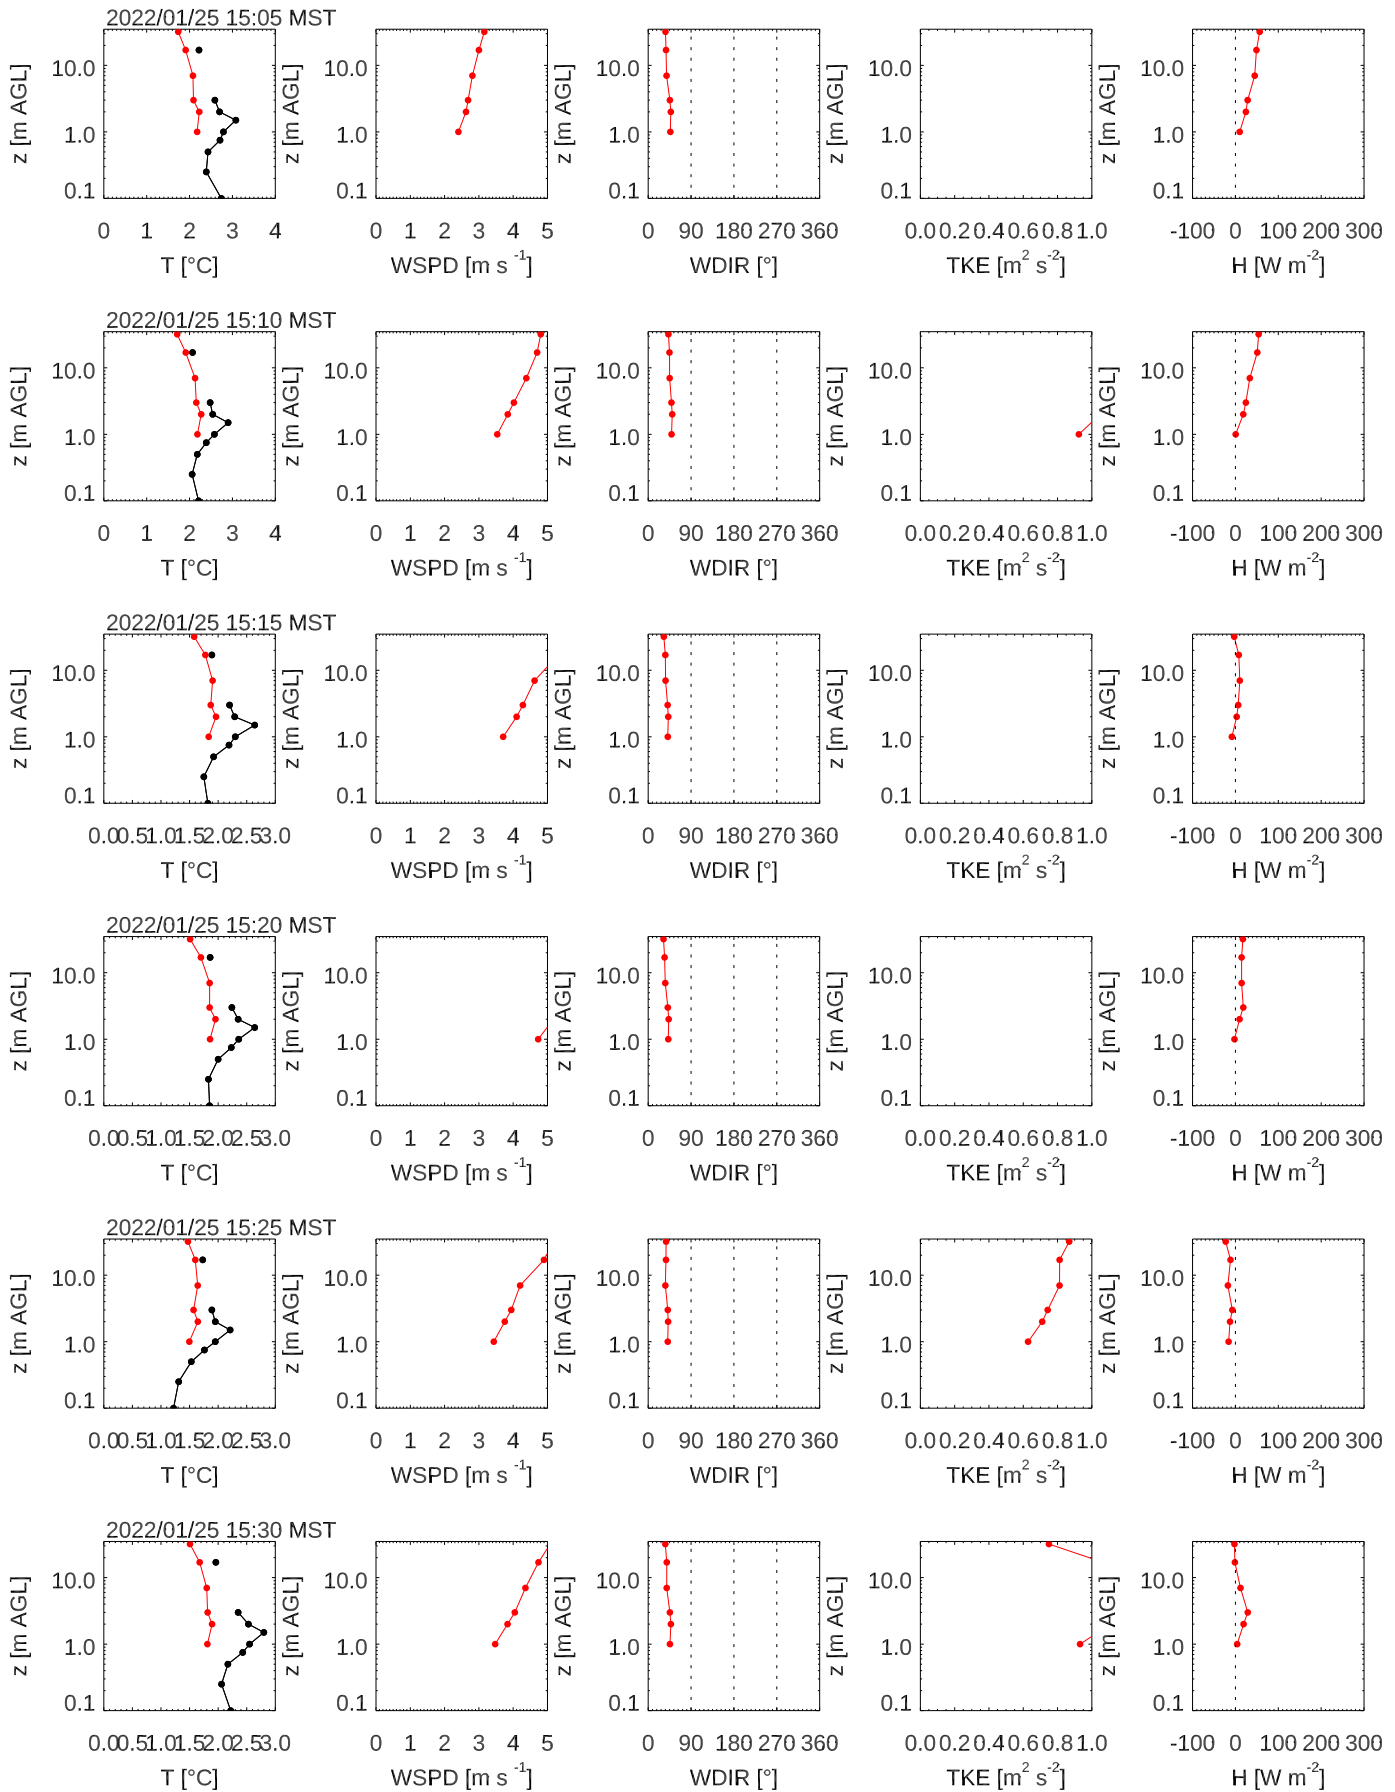 2022/01/25 15:05 MST
z [m AGL] 10.0 1.0 0.1 z [m AGL] 10.0 1.0 0.1 z [m AGL] 10.0 1.0 0.1 z [m AGL] 10.0 1.0 0.1 z [m AGL] 10.0 1.0 0.1
0 1 2 3 4 0 1 2 3 4 5 0 90 180 270 360 0.0 0.2 0.4 0.6 0.8 1.0 -100 0 100 200 300
T [°C] WSPD [m s -1] WDIR [°] TKE [m2 s-2] H [W m-2]
2022/01/25 15:10 MST
z [m AGL] 10.0 1.0 0.1 z [m AGL] 10.0 1.0 0.1 z [m AGL] 10.0 1.0 0.1 z [m AGL] 10.0 1.0 0.1 z [m AGL] 10.0 1.0 0.1
0 1 2 3 4 0 1 2 3 4 5 0 90 180 270 360 0.0 0.2 0.4 0.6 0.8 1.0 -100 0 100 200 300
T [°C] WSPD [m s -1] WDIR [°] TKE [m2 s-2] H [W m-2]
2022/01/25 15:15 MST
z [m AGL] 10.0 1.0 0.1 z [m AGL] 10.0 1.0 0.1 z [m AGL] 10.0 1.0 0.1 z [m AGL] 10.0 1.0 0.1 z [m AGL] 10.0 1.0 0.1
0.0 0.5 1.0 1.5 2.0 2.5 3.0 0 1 2 3 4 5 0 90 180 270 360 0.0 0.2 0.4 0.6 0.8 1.0 -100 0 100 200 300
T [°C] WSPD [m s -1] WDIR [°] TKE [m2 s-2] H [W m-2]
2022/01/25 15:20 MST
z [m AGL] 10.0 1.0 0.1 z [m AGL] 10.0 1.0 0.1 z [m AGL] 10.0 1.0 0.1 z [m AGL] 10.0 1.0 0.1 z [m AGL] 10.0 1.0 0.1
0.0 0.5 1.0 1.5 2.0 2.5 3.0 0 1 2 3 4 5 0 90 180 270 360 0.0 0.2 0.4 0.6 0.8 1.0 -100 0 100 200 300
T [°C] WSPD [m s -1] WDIR [°] TKE [m2 s-2] H [W m-2]
2022/01/25 15:25 MST
z [m AGL] 10.0 1.0 0.1 z [m AGL] 10.0 1.0 0.1 z [m AGL] 10.0 1.0 0.1 z [m AGL] 10.0 1.0 0.1 z [m AGL] 10.0 1.0 0.1
0.0 0.5 1.0 1.5 2.0 2.5 3.0 0 1 2 3 4 5 0 90 180 270 360 0.0 0.2 0.4 0.6 0.8 1.0 -100 0 100 200 300
T [°C] WSPD [m s -1] WDIR [°] TKE [m2 s-2] H [W m-2]
2022/01/25 15:30 MST
z [m AGL] 10.0 1.0 0.1 z [m AGL] 10.0 1.0 0.1 z [m AGL] 10.0 1.0 0.1 z [m AGL] 10.0 1.0 0.1 z [m AGL] 10.0 1.0 0.1
0.0 0.5 1.0 1.5 2.0 2.5 3.0 0 1 2 3 4 5 0 90 180 270 360 0.0 0.2 0.4 0.6 0.8 1.0 -100 0 100 200 300
T [°C] WSPD [m s -1] WDIR [°] TKE [m2 s-2] H [W m-2]